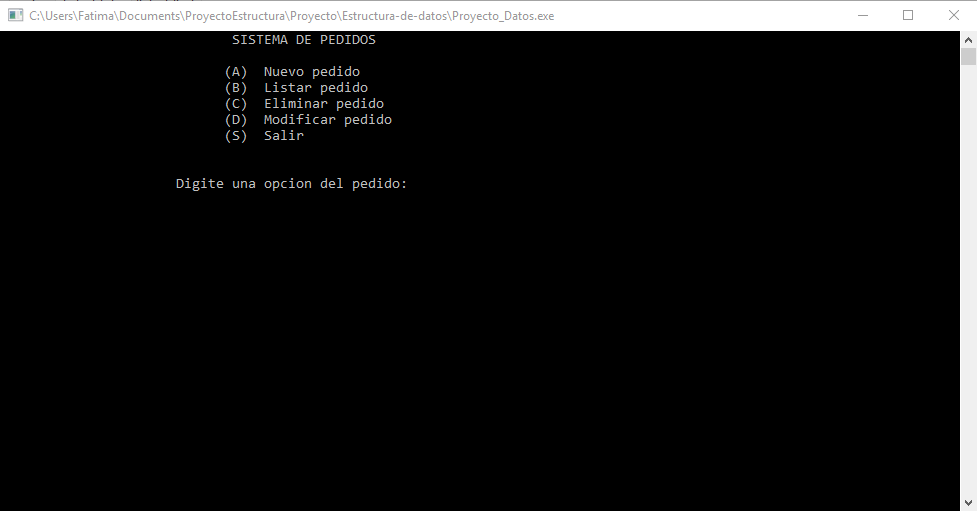 C:\Users\Fatima\Documents\ProyectoEstructura\Proyecto\Estructura-de-datos\Proyecto_Datos.exe
SISTEMA DE PEDIDOS
(A) Nuevo pedido
(B) Listar pedido
(C) Eliminar pedido
(D) Modificar pedido
(S) Salir
Digite una opcion del pedido: